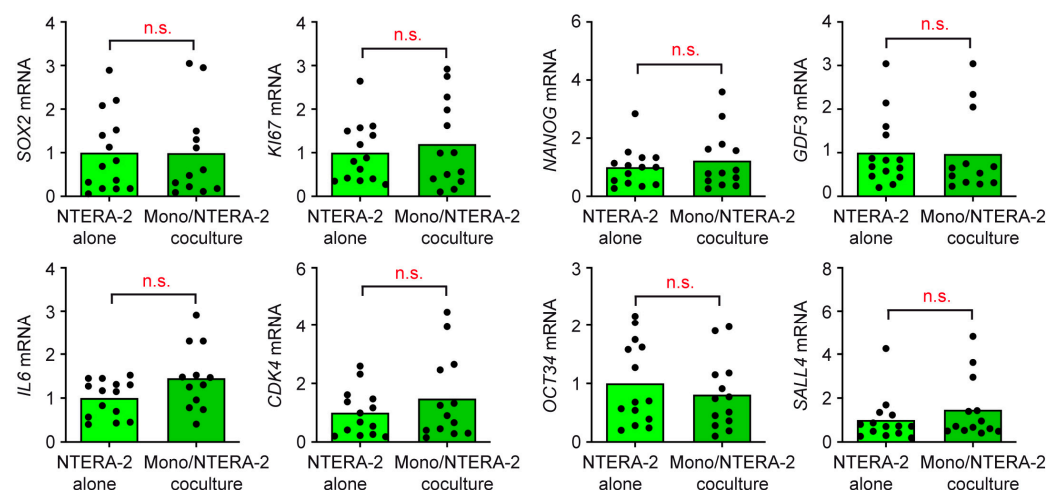 SOX2 mRNA
4
3
2
1
0
n.s.
NTERA-2 alone
Mono/NTERA-2 coculture
KI67 mRNA
4
3
2
1
0
n.s.
NTERA-2 alone
Mono/NTERA-2 coculture
NANOG mRNA
6
4
2
0
n.s.
NTERA-2 alone
Mono/NTERA-2 coculture
GDF3 mRNA
4
3
2
1
0
n.s.
NTERA-2 alone
Mono/NTERA-2 coculture
IL6 mRNA
4
3
2
1
0
n.s.
NTERA-2 alone
Mono/NTERA-2 coculture
CDK4 mRNA
6
4
2
0
n.s.
NTERA-2 alone
Mono/NTERA-2 coculture
OCT34 mRNA
3
2
1
0
n.s.
NTERA-2 alone
Mono/NTERA-2 coculture
SALL4 mRNA
8
6
4
2
0
n.s.
NTERA-2 alone
Mono/NTERA-2 coculture